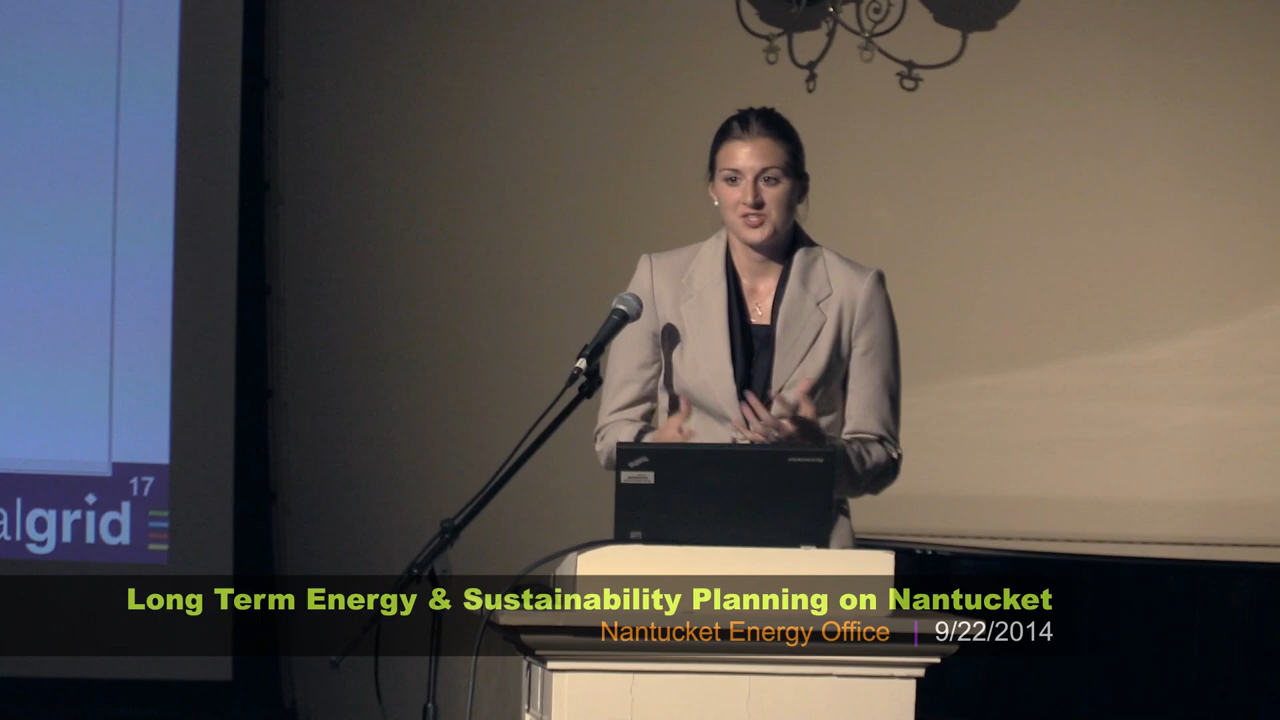 17
algrid
Long Term Energy & Sustainability Planning on Nantucket
Nantucket Energy Office | 9/22/2014